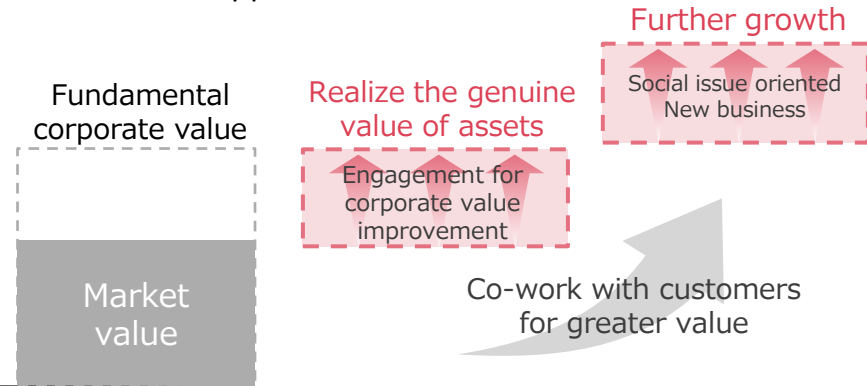 Further growth
Social issue oriented
New business
Fundamental
corporate value
Realize the genuine
value of assets
Engagement for
corporate value
improvement
Market
value
Co-work with customers
for greater value